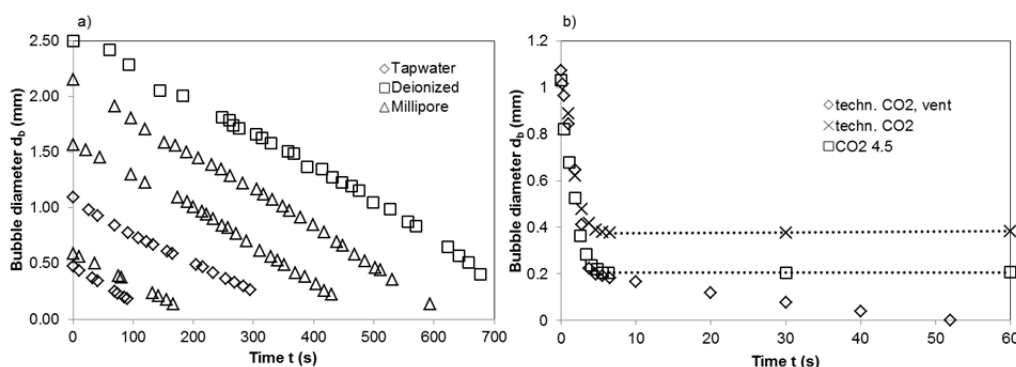 a)
Bubble diameter d_b (mm)
2.50
2.00
1.50
1.00
0.50
0.00
Tapwater
Deionized
Millipore
0 100 200 300 400 500 600 700
Time t (s)
b)
Bubble diameter d_b (mm)
1.2
1
0.8
0.6
0.4
0.2
0
techn. CO2, vent
techn. CO2
CO2 4.5
0 10 20 30 40 50 60
Time t (s)